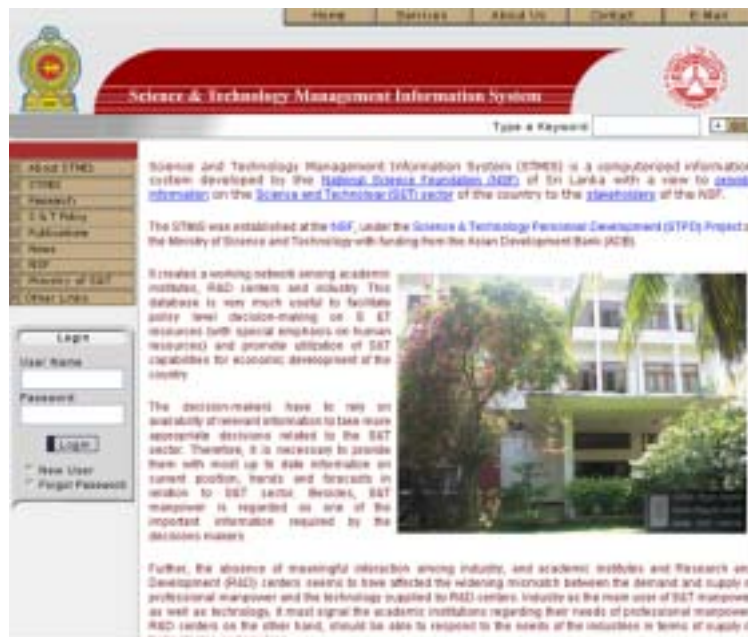 Home Services About Us Contact E-Mail
Science & Technology Management Information System
Type a Keyword
About STMIS
STMIS
Research
S & T Policy
Publications
News
NSF
Ministry of S&T
Other Links
Login
User Name
Password
Login
New User
Forgot Password
Science and Technology Management Information System (STMIS) is a computerized information
system developed by the National Science Foundation (NSF) of Sri Lanka with a view to provide
information on the Science and Technology (S&T) sector of the country to the stakeholders of the NSF.
The STMIS was established at the NSF, under the Science & Technology Personnel Development (STPD) Project
the Ministry of Science and Technology with funding from the Asian Development Bank (ADB).
It creates a working network among academic
institutes, R&D centers and industry. This
database is very much useful to facilitate
policy level decision-making on S &T
resources (with special emphasis on human
resources) and promote utilization of S&T
capabilities for economic development of the
country.
The decision-makers have to rely on
availability of relevant information to take more
appropriate decisions related to the S&T
sector. Therefore, it is necessary to provide
them with most up to date information on
current position, trends and forecasts in
relation to S&T sector. Besides, S&T
manpower is regarded as one of the
important information required by the
decisions makers.
Further, the absence of meaningful interaction among industry, and academic institutes and Research and
Development (R&D) centers seems to have affected the widening mismatch between the demand and supply
professional manpower and the technology supplied by R&D centers. Industry as the main user of S&T manpower
as well as technology, it must signal the academic institutions regarding their needs of professional manpower
R&D centers on the other hand, should be able to respond to the needs of the industries in terms of supply